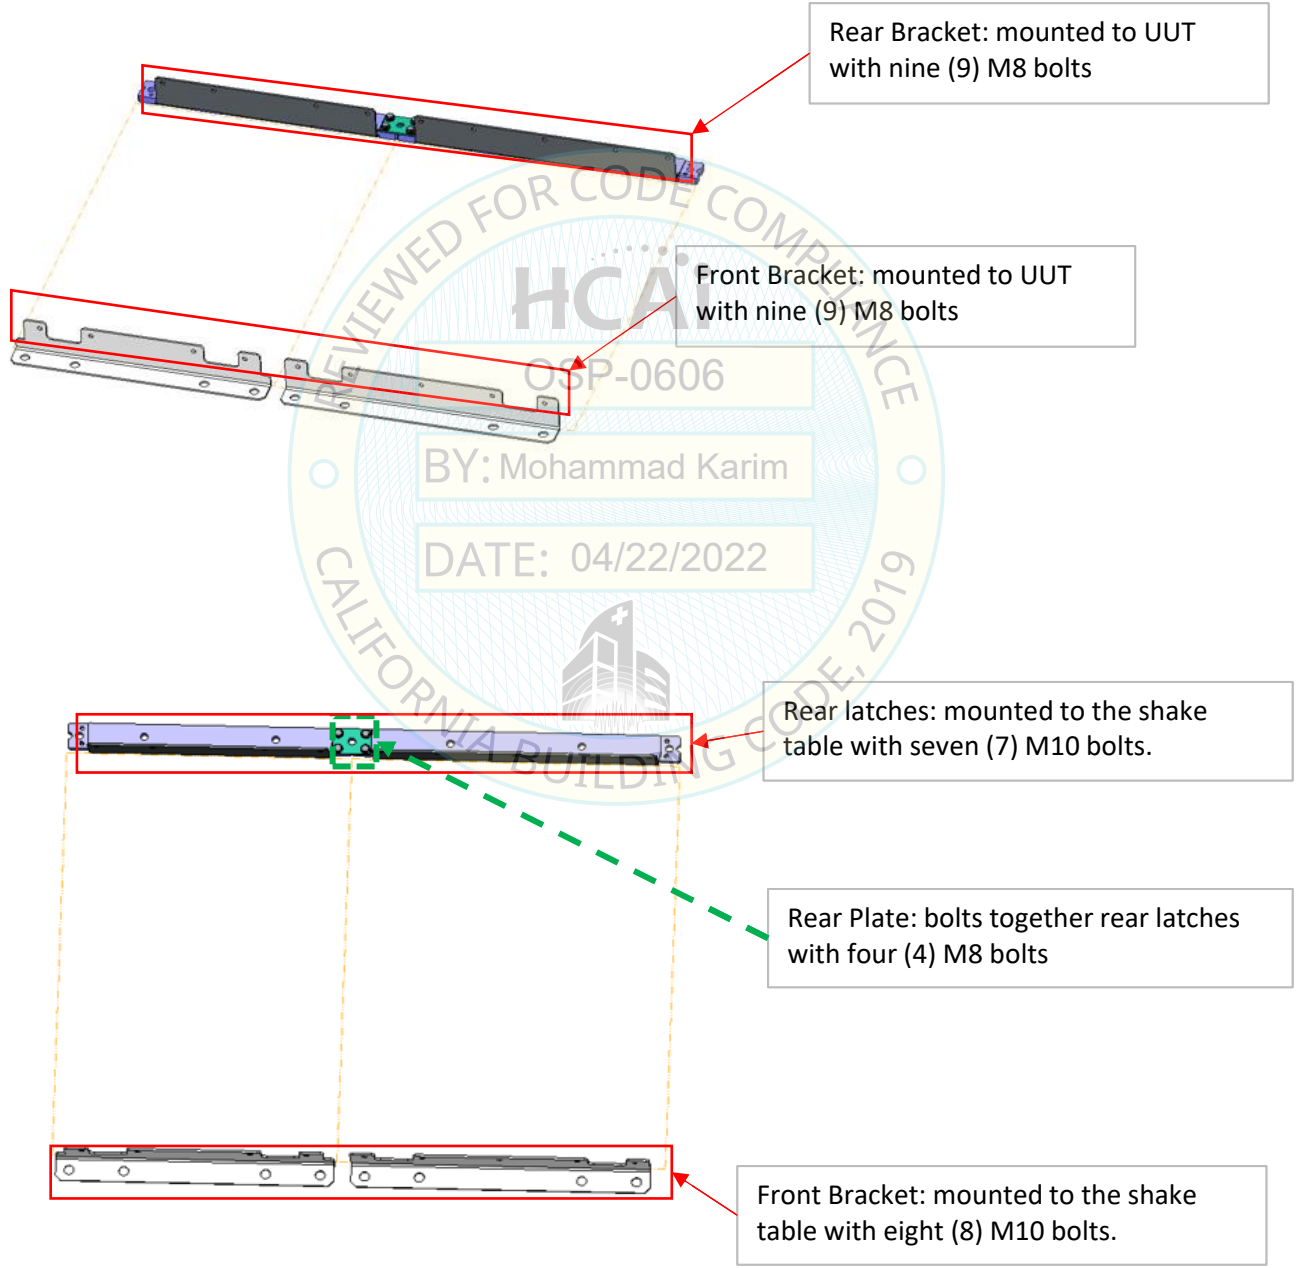 Rear Bracket: mounted to UUT
with nine (9) M8 bolts
Front Bracket: mounted to UUT
with nine (9) M8 bolts
REVIEWED FOR CODE COMPLIANCE
HCAi
OSP-0606
BY: Mohammad Karim
DATE: 04/22/2022
CALIFORNIA BUILDING CODE, 2019
Rear latches: mounted to the shake
table with seven (7) M10 bolts.
Rear Plate: bolts together rear latches
with four (4) M8 bolts
Front Bracket: mounted to the shake
table with eight (8) M10 bolts.